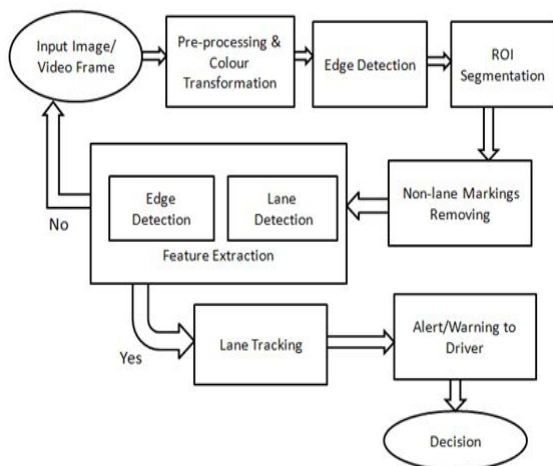 Input Image/
Video Frame
Pre-processing &
Colour
Transformation
Edge Detection
ROI
Segmentation
Non-lane Markings
Removing
Edge
Detection
Lane
Detection
Feature Extraction
No
Yes
Lane Tracking
Alert/Warning to
Driver
Decision